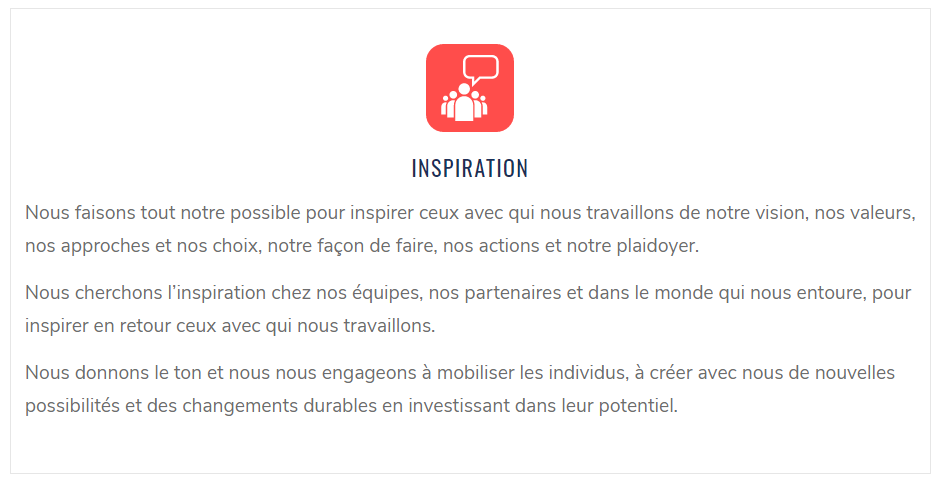 INSPIRATION
Nous faisons tout notre possible pour inspirer ceux avec qui nous travaillons de notre vision, nos valeurs,
nos approches et nos choix, notre façon de faire, nos actions et notre plaidoyer.
Nous cherchons l’inspiration chez nos équipes, nos partenaires et dans le monde qui nous entoure, pour
inspirer en retour ceux avec qui nous travaillons.
Nous donnons le ton et nous nous engageons à mobiliser les individus, à créer avec nous de nouvelles
possibilités et des changements durables en investissant dans leur potentiel.